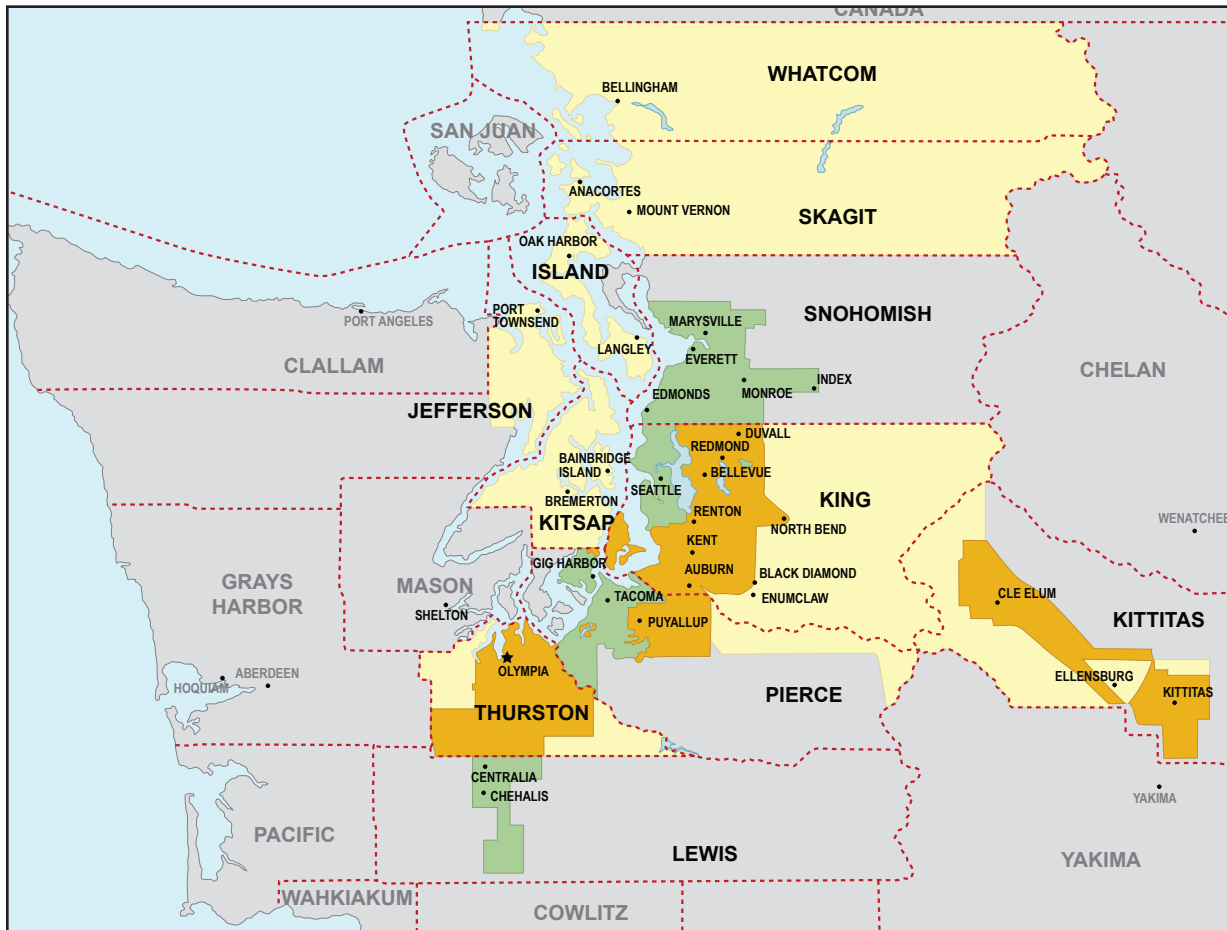 CANADA
WHATCOM
BELLINGHAM
SAN JUAN
ANACORTES
MOUNT VERNON
SKAGIT
OAK HARBOR
ISLAND
PORT
TOWNSEND
PORT ANGELES
SNOHOMISH
MARYSVILLE
LANGLEY
EVERETT
CLALLAM
CHELAN
INDEX
MONROE
EDMONDS
JEFFERSON
DUVALL
REDMOND
BAINBRIDGE
ISLAND
BELLEVUE
SEATTLE
KING
BREMERTON
KITSAP
RENTON
NORTH BEND
WENATCHEE
KENT
GIG HARBOR
AUBURN
BLACK DIAMOND
GRAYS
HARBOR
MASON
TACOMA
ENUMCLAW
CLE ELUM
SHELTON
PUYALLUP
KITTITAS
OLYMPIA
ABERDEEN
HOQUIAM
ELLENSBURG
PIERCE
KITTITAS
THURSTON
CENTRALIA
CHEHALIS
YAKIMA
PACIFIC
LEWIS
YAKIMA
WAHKIAKUM
COWLITZ